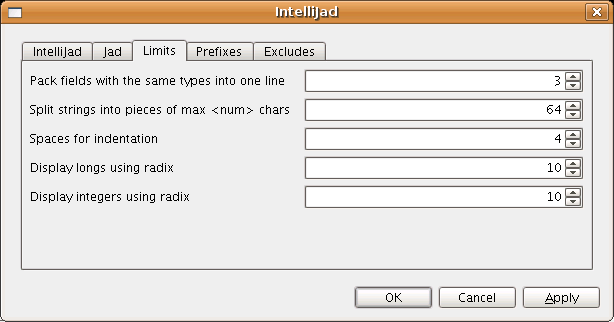 IntelliJad
IntelliJad Jad Limits Prefixes Excludes
Pack fields with the same types into one line 3
Split strings into pieces of max <num> chars 64
Spaces for indentation 4
Display longs using radix 10
Display integers using radix 10
OK Cancel Apply